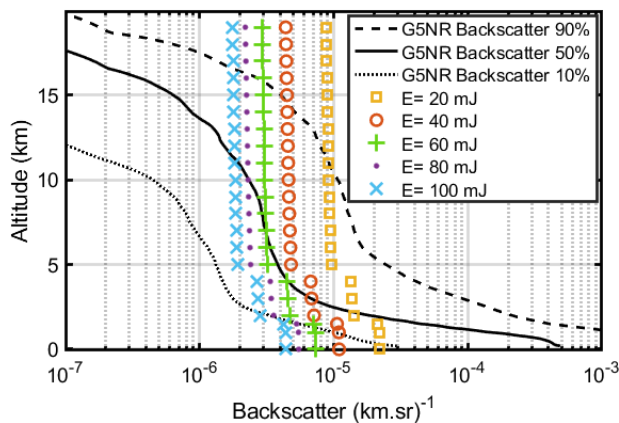 G5NR Backscatter 90%
G5NR Backscatter 50%
G5NR Backscatter 10%
E= 20 mJ
E= 40 mJ
E= 60 mJ
E= 80 mJ
E= 100 mJ
15
10
5
0
Altitude (km)
10^-7
10^-6
10^-5
10^-4
10^-3
Backscatter (km.sr)^-1